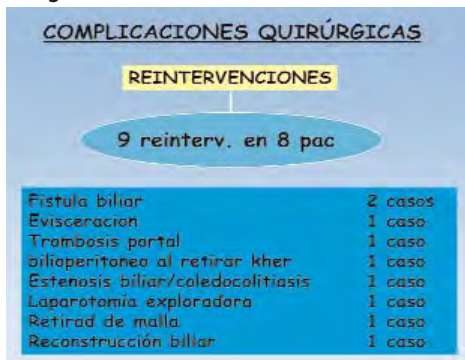 COMPLICACIONES QUIRÚRGICAS
REINTERVENCIONES
9 reinterv. en 8 pac
Fistula biliar 2 casos
Evisceracion 1 caso
Trombosis portal 1 caso
bilioperitoneo al retirar kher 1 caso
Estenosis biliar/coledocolitiasis 1 caso
Laparotomia exploradora 1 caso
Retirad de malla 1 caso
Reconstrucción biliar 1 caso